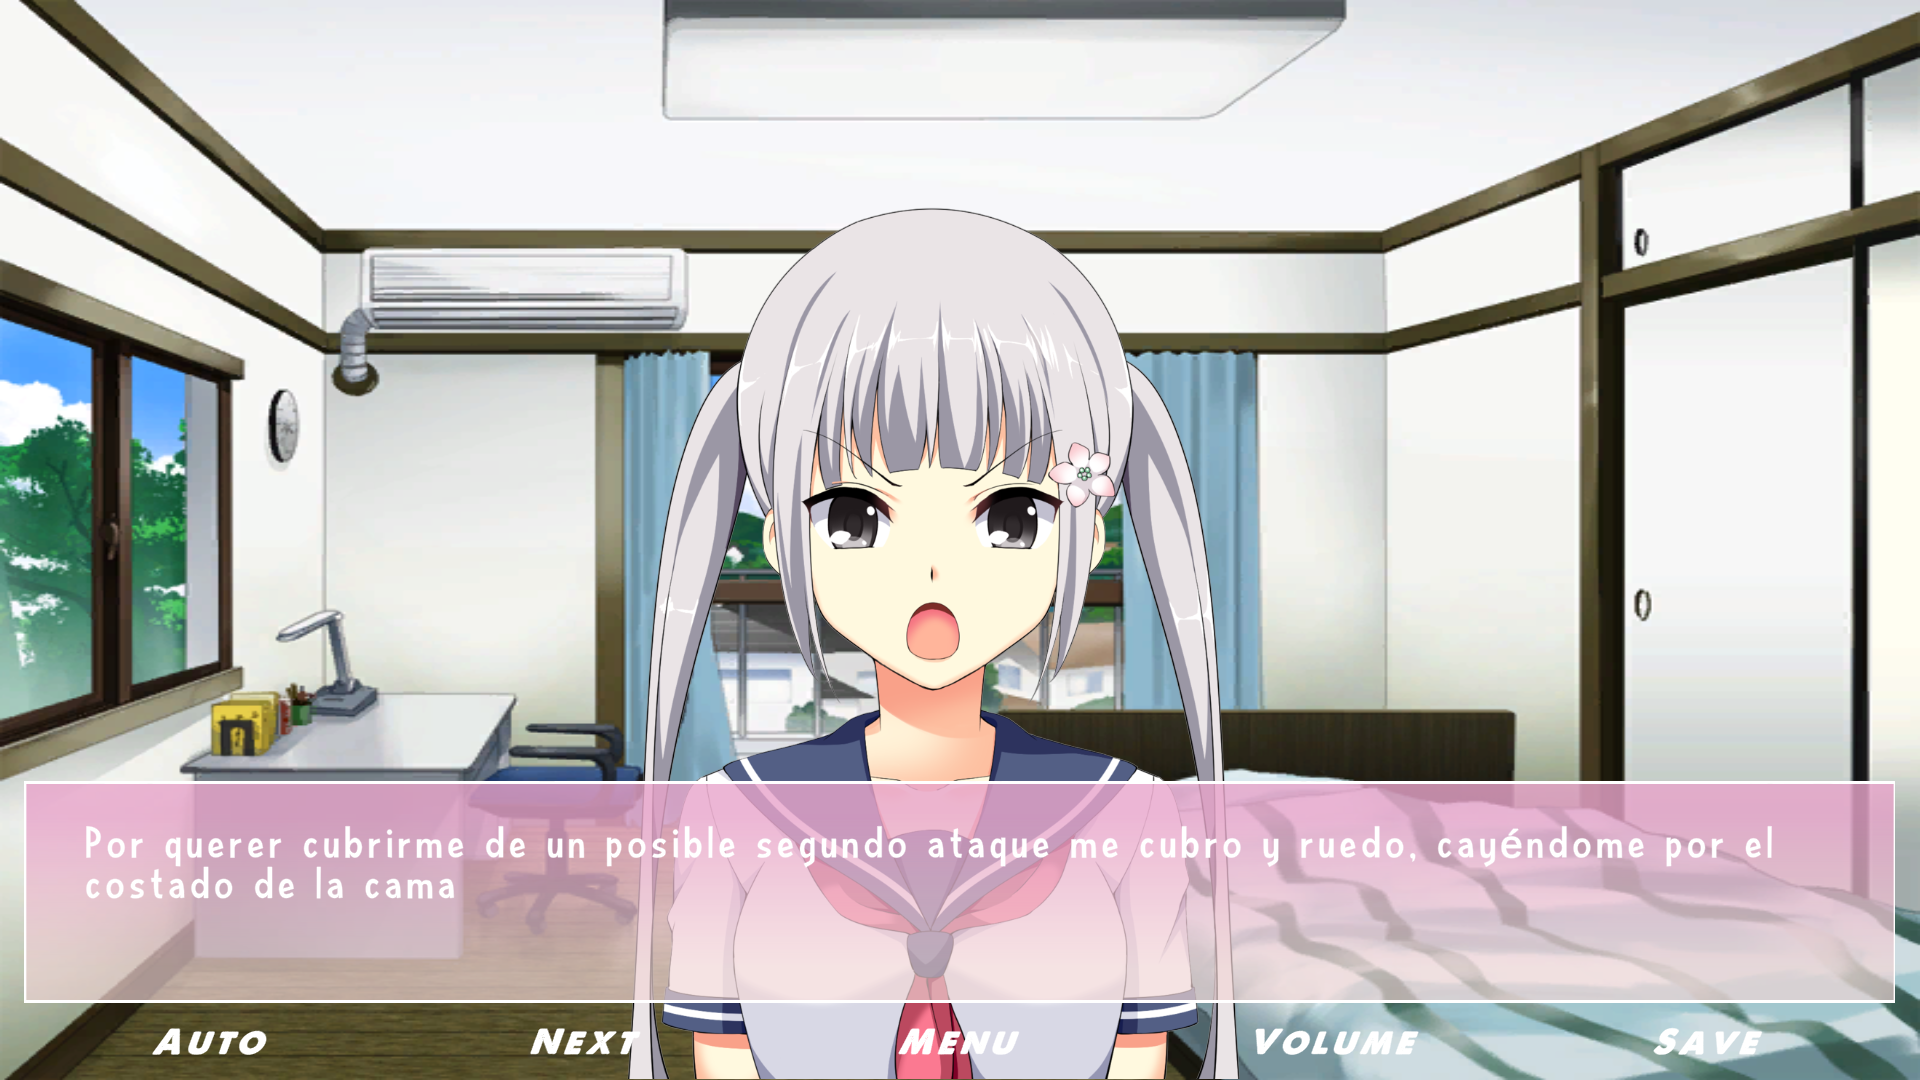 Por querer cubrirme de un posible segundo ataque me cubro y ruedo, cayéndome por el
costado de la cama
AUTO NEXT MENU VOLUME SAVE